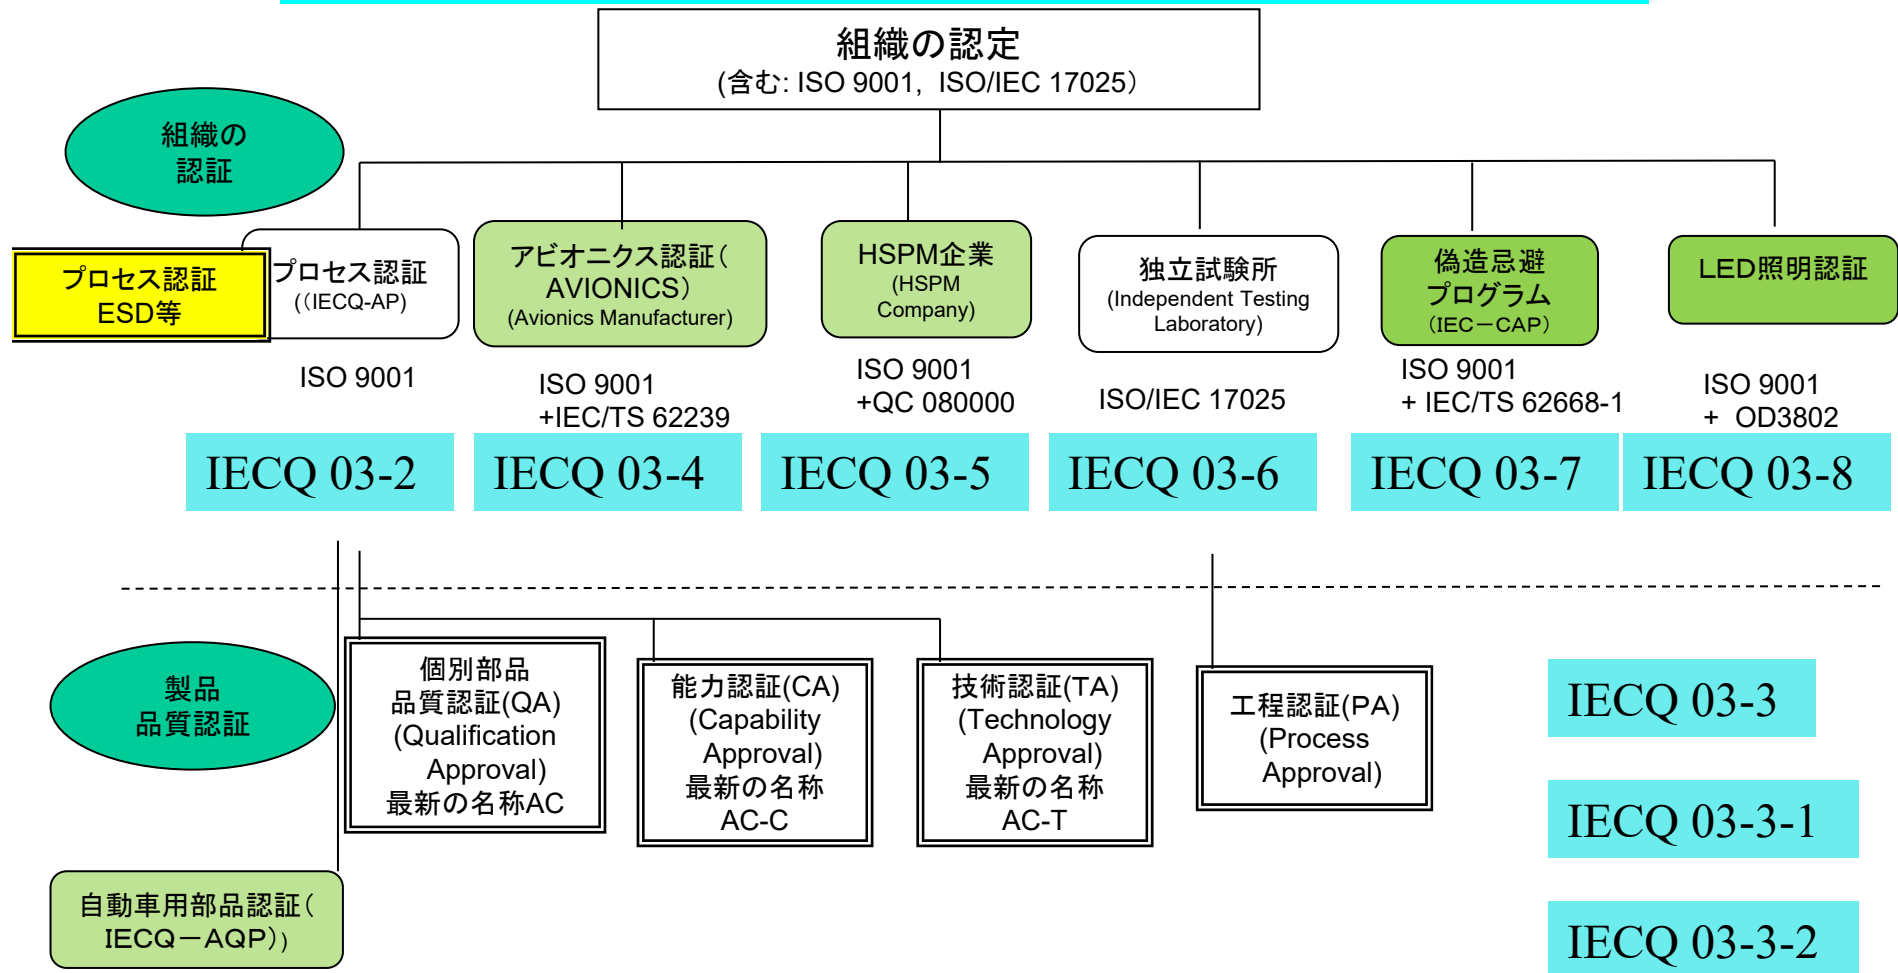 組織の認定
(含む: ISO 9001, ISO/IEC 17025)
組織の
認証
プロセス認証
ESD等
プロセス認証
((IECQ-AP)
アビオニクス認証(
AVIONICS)
(Avionics Manufacturer)
HSPM企業
(HSPM
Company)
独立試験所
(Independent Testing
Laboratory)
偽造忌避
プログラム
(IEC-CAP)
LED照明認証
ISO 9001
ISO 9001
+IEC/TS 62239
ISO 9001
+QC 080000
ISO/IEC 17025
ISO 9001
+ IEC/TS 62668-1
ISO 9001
+ OD3802
IECQ 03-2
IECQ 03-4
IECQ 03-5
IECQ 03-6
IECQ 03-7
IECQ 03-8
製品
品質認証
個別部品
品質認証(QA)
(Qualification
Approval)
最新の名称AC
能力認証(CA)
(Capability
Approval)
最新の名称
AC-C
技術認証(TA)
(Technology
Approval)
最新の名称
AC-T
工程認証(PA)
(Process
Approval)
IECQ 03-3
IECQ 03-3-1
IECQ 03-3-2
自動車用部品認証(
IECQ-AQP))